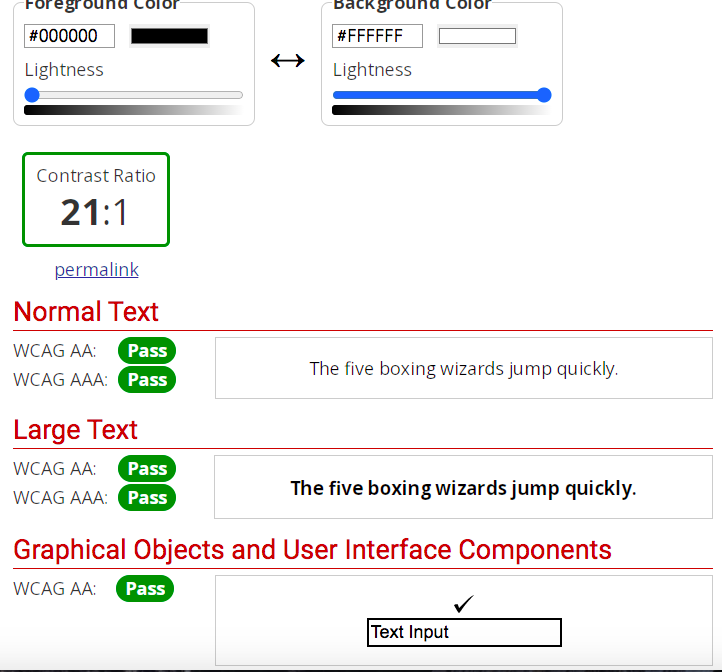 Foreground Color
Background Color
#000000
#FFFFFF
Lightness
Lightness
Contrast Ratio
21:1
permalink
Normal Text
WCAG AA: Pass
WCAG AAA: Pass
The five boxing wizards jump quickly.
Large Text
WCAG AA: Pass
WCAG AAA: Pass
The five boxing wizards jump quickly.
Graphical Objects and User Interface Components
WCAG AA: Pass
Text Input